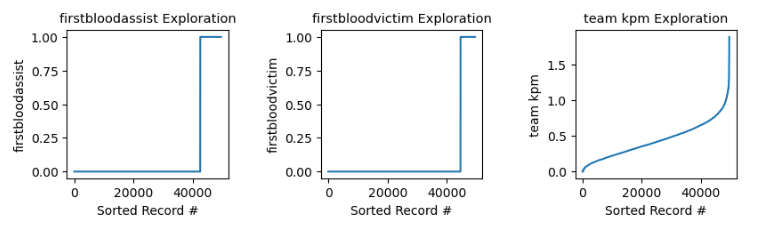 firstbloodassist Exploration
firstbloodassist
1.00
0.75
0.50
0.25
0.00
0
20000
40000
Sorted Record #
firstbloodvictim Exploration
firstbloodvictim
1.00
0.75
0.50
0.25
0.00
0
20000
40000
Sorted Record #
team kpm Exploration
team kpm
1.5
1.0
0.5
0.0
0
20000
40000
Sorted Record #